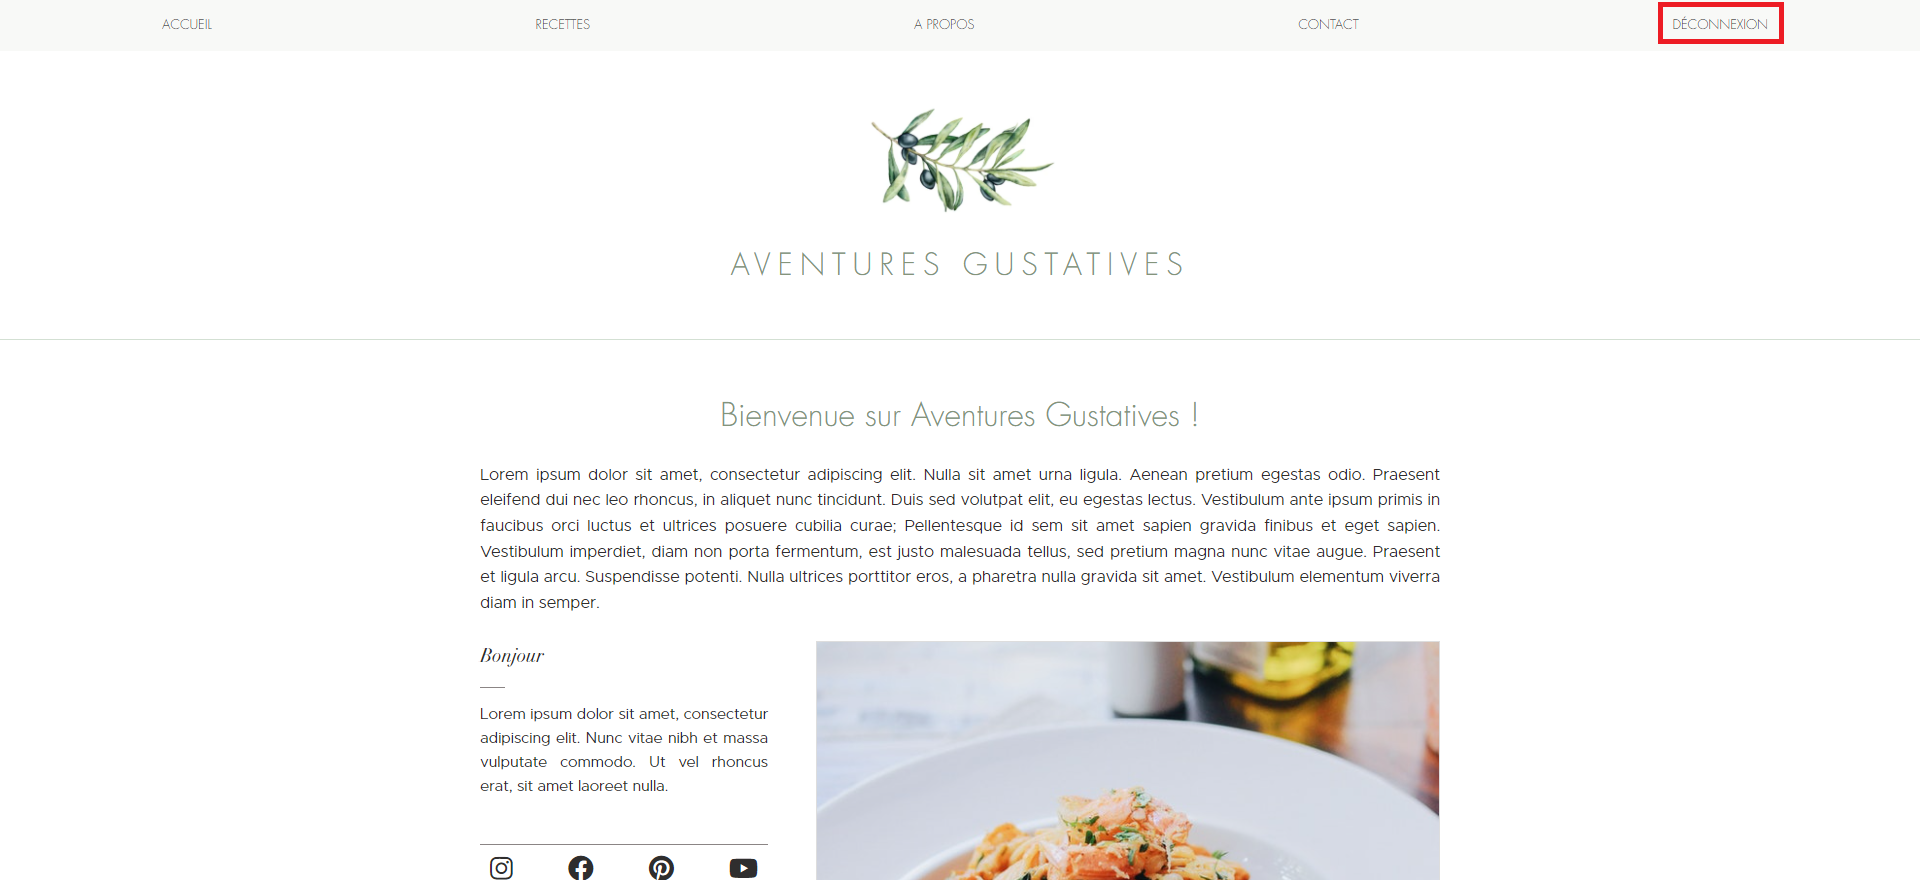 ACCUEIL RECETTES A PROPOS CONTACT DÉCONNEXION
AVENTURES GUSTATIVES
Bienvenue sur Aventures Gustatives !
Lorem ipsum dolor sit amet, consectetur adipiscing elit. Nulla sit amet urna ligula. Aenean pretium egestas odio. Praesent
eleifend dui nec leo rhoncus, in aliquet nunc tincidunt. Duis sed volutpat elit, eu egestas lectus. Vestibulum ante ipsum primis in
faucibus orci luctus et ultrices posuere cubilia curae; Pellentesque id sem sit amet sapien gravida finibus et eget sapien.
Vestibulum imperdiet, diam non porta fermentum, est justo malesuada tellus, sed pretium magna nunc vitae augue. Praesent
et ligula arcu. Suspendisse potenti. Nulla ultrices porttitor eros, a pharetra nulla gravida sit amet. Vestibulum elementum viverra
diam in semper.
Bonjour
Lorem ipsum dolor sit amet, consectetur
adipiscing elit. Nunc vitae nibh et massa
vulputate commodo. Ut vel rhoncus
erat, sit amet laoreet nulla.